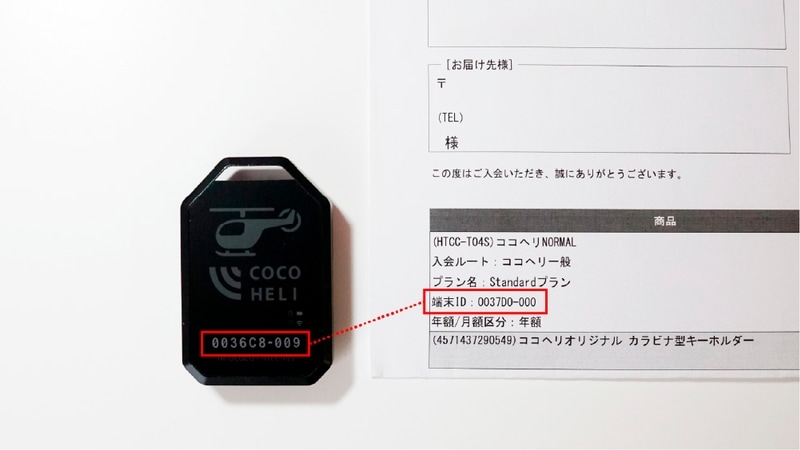 COCO
HELI
0036C8-009
[お届け先様]
〒
(TEL)
様
この度はご入会いただき、誠にありがとうございます。
商品
(HTCC-T04S)ココヘリNORMAL
入会ルート：ココヘリ一般
プラン名：Standardプラン
端末ID：0037D0-000
年額/月額区分：年額
(4571437290549)ココヘリオリジナル カラビナ型キーホルダー